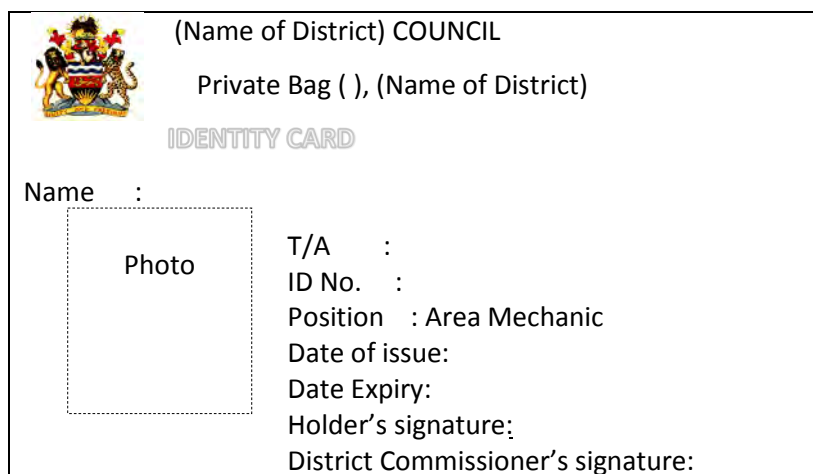 (Name of District) COUNCIL
Private Bag ( ), (Name of District)
IDENTITY CARD
Name :
Photo
T/A :
ID No. :
Position : Area Mechanic
Date of issue:
Date Expiry:
Holder’s signature:
District Commissioner’s signature: